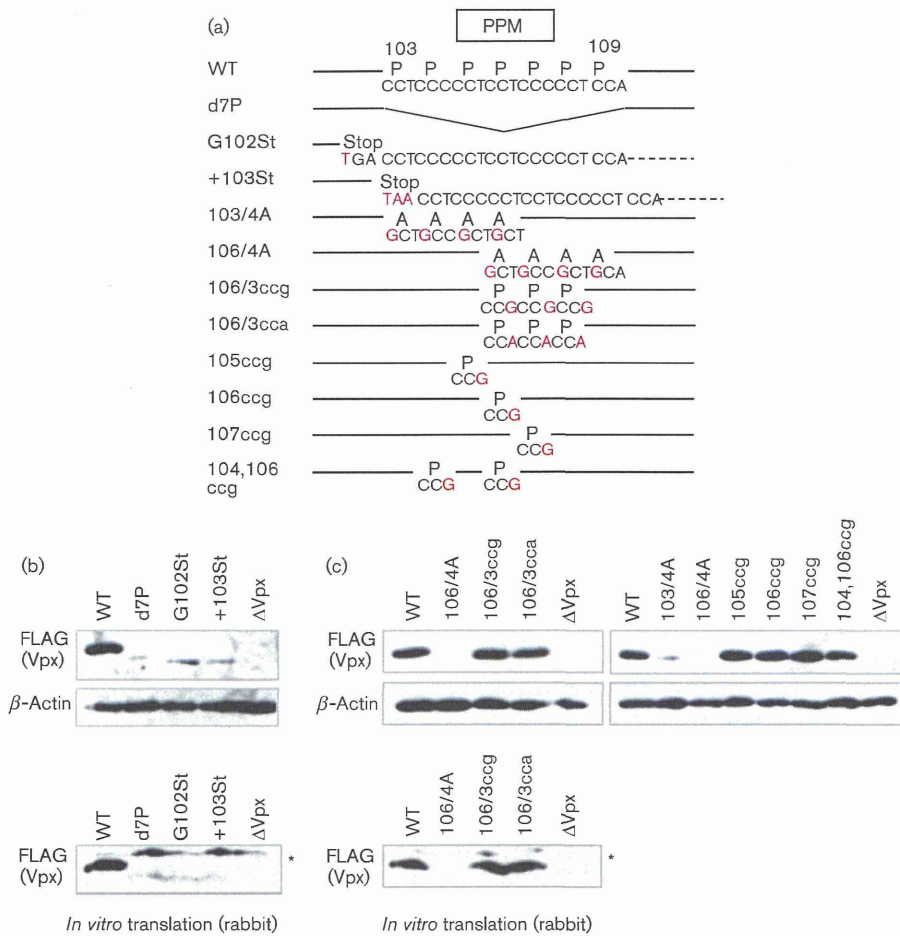 (a)
PPM
103 109
WT P P P P P P P
CCTCCCCCTCCTCCCCCT CCA
d7P
G102St Stop
TGA CCTCCCCCTCCTCCCCCT CCA
+103St Stop
TAA CCTCCCCCTCCTCCCCCT CCA
103/4A A A A A
GCTGCCGCTGCT
106/4A A A A A
GCTGCCGCTGCA
106/3ccg P P P
CCGCCGCCG
106/3cca P P P
CCACCACCA
105ccg P
CCG
106ccg P
CCG
107ccg P
CCG
104,106 P P
ccg CCG CCG
(b)
WT d7P G102St +103St ΔVpx
FLAG
(Vpx)
β-Actin
WT d7P G102St +103St ΔVpx
FLAG
(Vpx)
*
In vitro translation (rabbit)
(c)
WT 106/4A 106/3ccg 106/3cca ΔVpx
WT 103/4A 106/4A 105ccg 106ccg 107ccg 104,106ccg ΔVpx
FLAG
(Vpx)
β-Actin
WT 106/4A 106/3ccg 106/3cca ΔVpx
FLAG
(Vpx)
*
In vitro translation (rabbit)